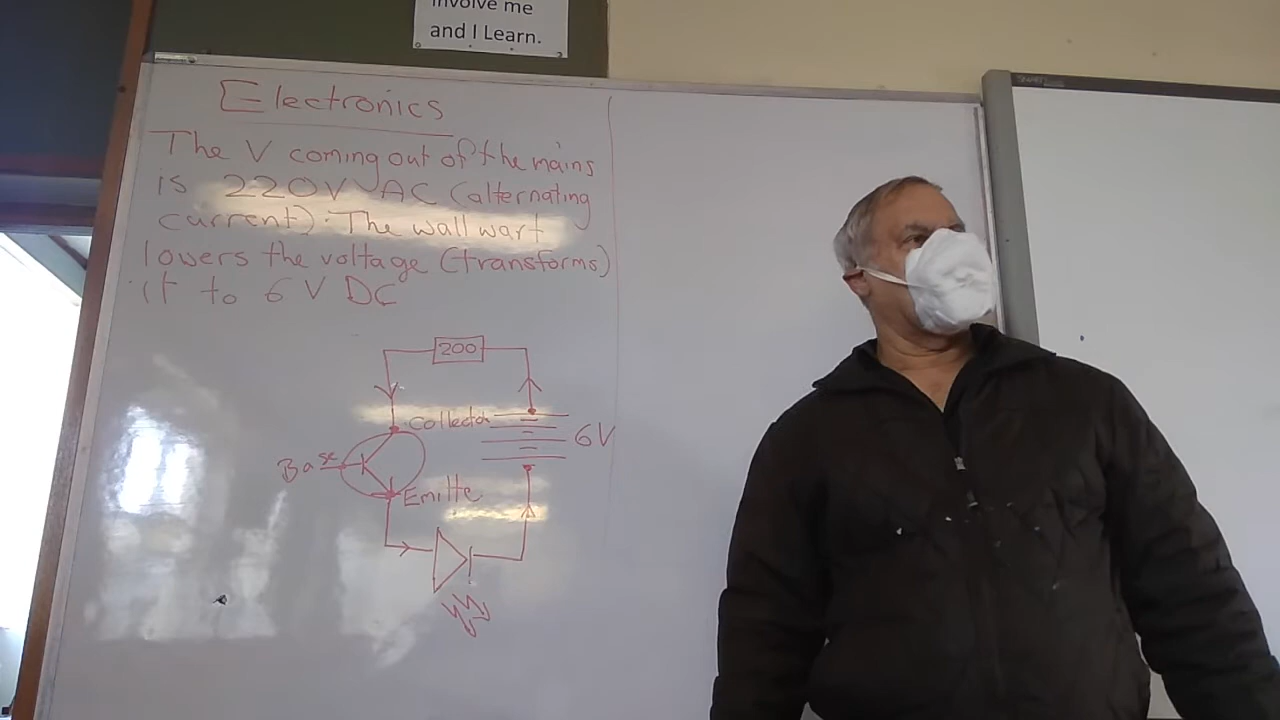 involve me
and I Learn.
Electronics
The V coming out of the mains
is 220V AC (alternating
current). The wall wart
lowers the voltage (transforms)
it to 6 V DC
200
Collector
6V
Base
Emitte